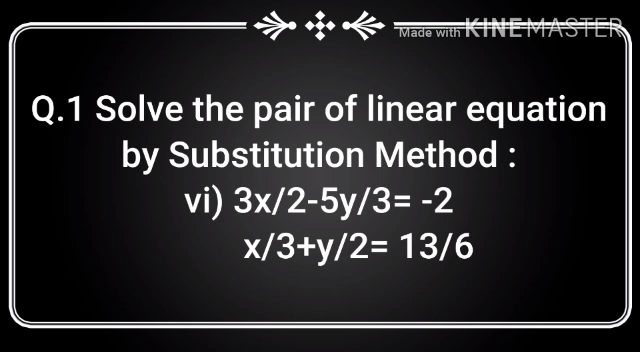 Made with KINEMASTER
Q.1 Solve the pair of linear equation
by Substitution Method :
vi) 3x/2-5y/3= -2
x/3+y/2= 13/6